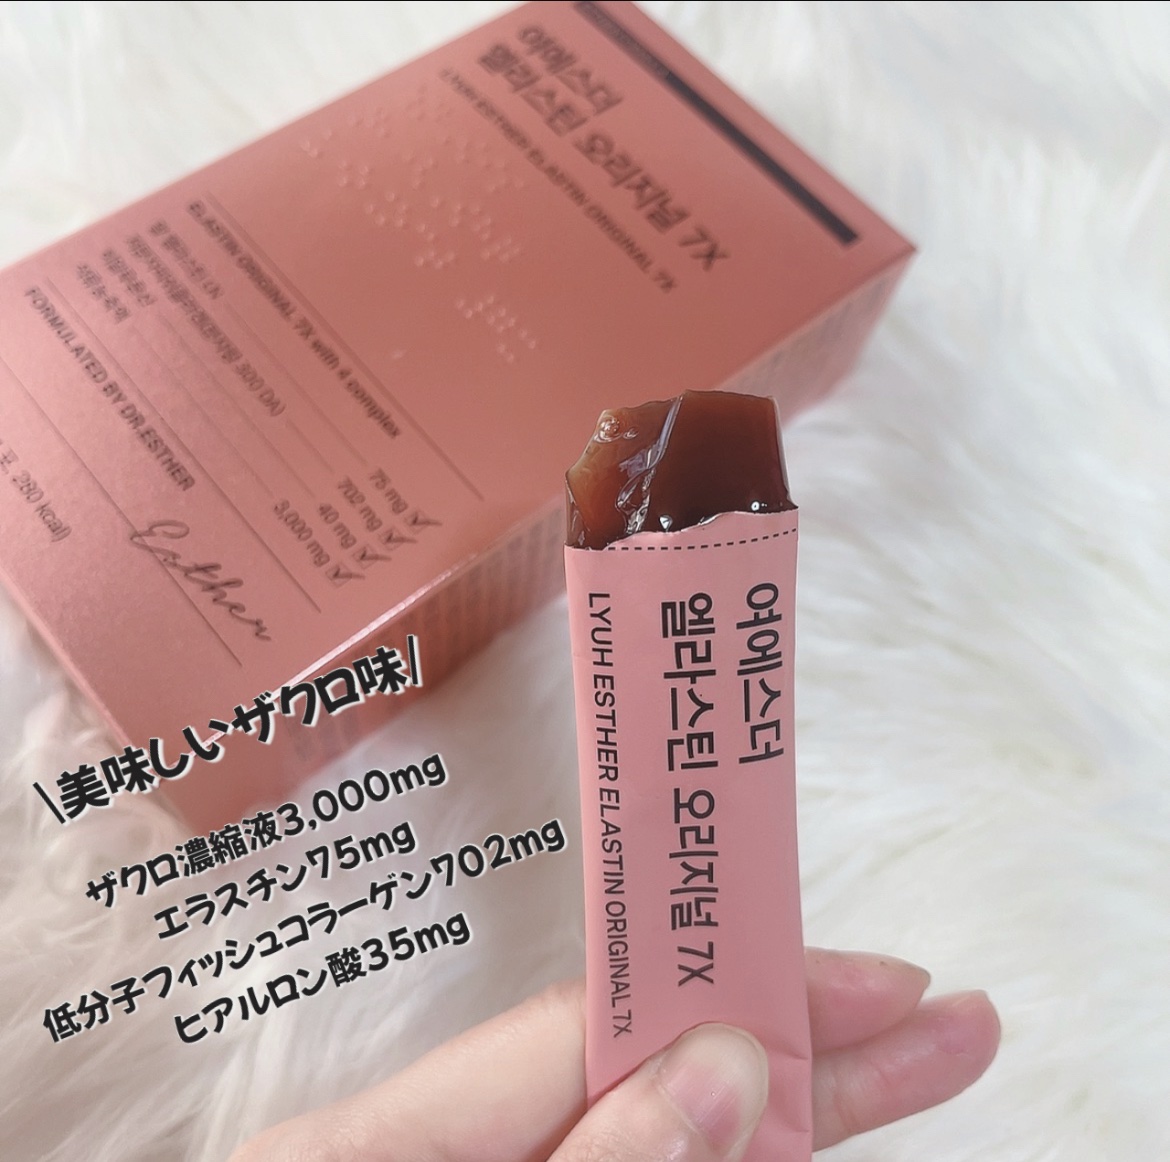 여에스더
엘라스틴 오리지널 7X
LYUH ESTHER ELASTIN ORIGINAL 7X
ELASTIN ORIGINAL 7X with 4 complex
75 mg
702 mg
40 mg
3,000 mg
FORMULATED BY DR.ESTHER
Esther
280 kcal)
여에스더
엘라스틴 오리지널 7X
LYUH ESTHER ELASTIN ORIGINAL 7X
\美味しいザクロ味/
ザクロ濃縮液3,000mg
エラスチン75mg
低分子フィッシュコラーゲン702mg
ヒアルロン酸35mg